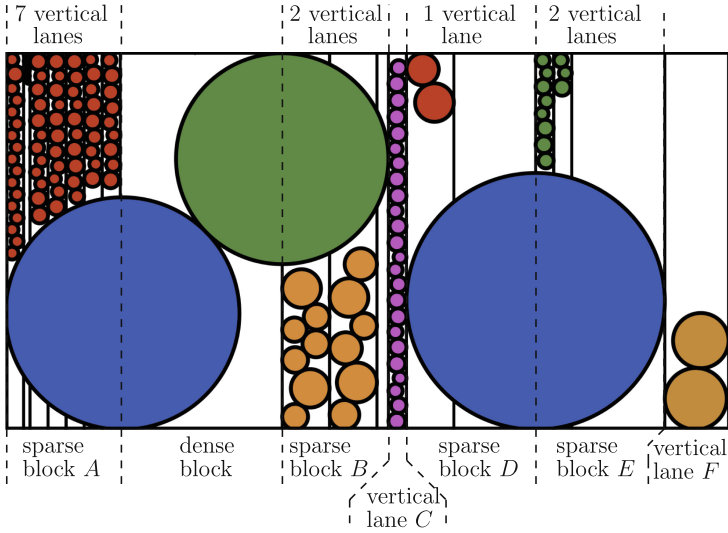 7 vertical
lanes
2 vertical
lanes
1 vertical
lane
2 vertical
lanes
sparse
block A
dense
block
sparse
block B
vertical
lane C
sparse
block D
sparse
block E
vertical
lane F